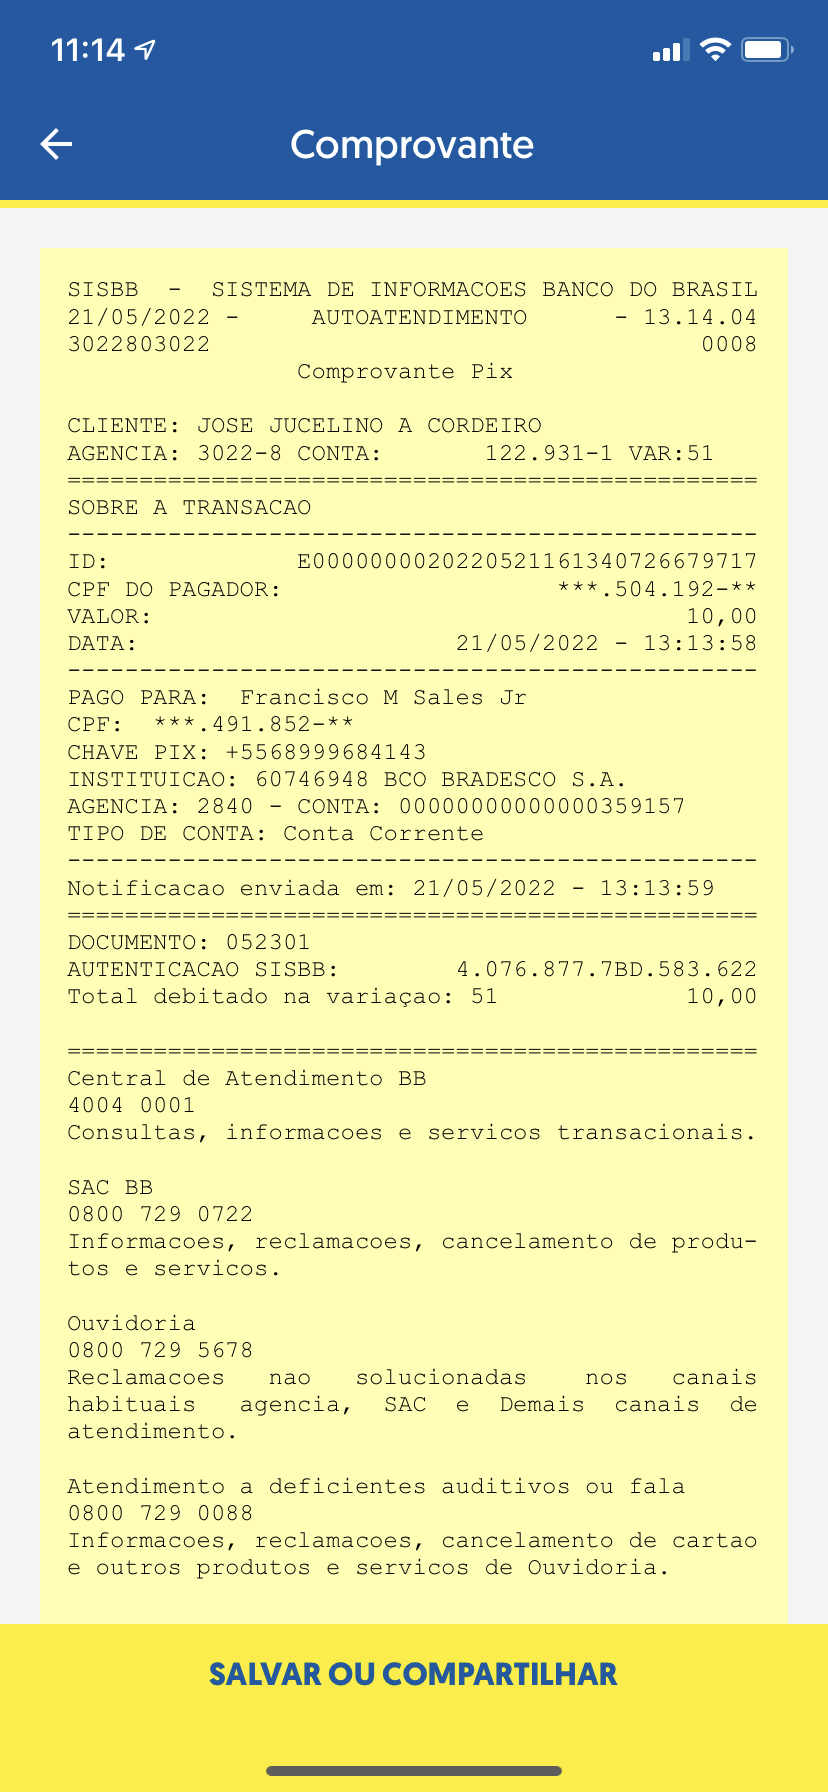 11:14
Comprovante
SISBB - SISTEMA DE INFORMACOES BANCO DO BRASIL
21/05/2022 - AUTOATENDIMENTO - 13.14.04
3022803022 0008
Comprovante Pix
CLIENTE: JOSE JUCELINO A CORDEIRO
AGENCIA: 3022-8 CONTA: 122.931-1 VAR:51
================================================
SOBRE A TRANSACAO
------------------------------------------------
ID: E0000000020220521161340726679717
CPF DO PAGADOR: ***.504.192-**
VALOR: 10,00
DATA: 21/05/2022 - 13:13:58
------------------------------------------------
PAGO PARA: Francisco M Sales Jr
CPF: ***.491.852-**
CHAVE PIX: +5568999684143
INSTITUICAO: 60746948 BCO BRADESCO S.A.
AGENCIA: 2840 - CONTA: 00000000000000359157
TIPO DE CONTA: Conta Corrente
------------------------------------------------
Notificacao enviada em: 21/05/2022 - 13:13:59
================================================
DOCUMENTO: 052301
AUTENTICACAO SISBB: 4.076.877.7BD.583.622
Total debitado na variaçao: 51 10,00
================================================
Central de Atendimento BB
4004 0001
Consultas, informacoes e servicos transacionais.
SAC BB
0800 729 0722
Informacoes, reclamacoes, cancelamento de produ-
tos e servicos.
Ouvidoria
0800 729 5678
Reclamacoes nao solucionadas nos canais
habituais agencia, SAC e Demais canais de
atendimento.
Atendimento a deficientes auditivos ou fala
0800 729 0088
Informacoes, reclamacoes, cancelamento de cartao
e outros produtos e servicos de Ouvidoria.
SALVAR OU COMPARTILHAR